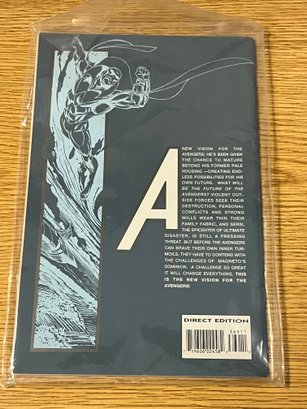 A
NEW VISION FOR THE
AVENGERS: HE'S BEEN GIVEN
THE CHANCE TO MATURE
BEYOND HIS FORMER PALE
HOUSING —CREATING END-
LESS POSSIBILITIES FOR HIS
OWN FUTURE. WHAT WILL
BE THE FUTURE OF THE
AVENGERS? VIOLENT OUT-
SIDE FORCES SEEK THEIR
DESTRUCTION, PERSONAL
CONFLICTS AND STRONG
WILLS WEAR THIN THEIR
FAMILY FABRIC, AND SERSI,
THE EPICENTER OF ULTIMATE
DISASTER, IS STILL A PRESSING
THREAT. BUT BEFORE THE AVENGERS
CAN BRAVE THEIR OWN INNER TUR-
MOILS, THEY HAVE TO CONTEND WITH
THE CHALLENGES OF MAGNETO'S
DOMINION. A CHALLENGE SO GREAT
IT WILL CHANGE EVERYTHING. THIS
IS THE NEW VISION FOR THE
AVENGERS!
DIRECT EDITION
36911